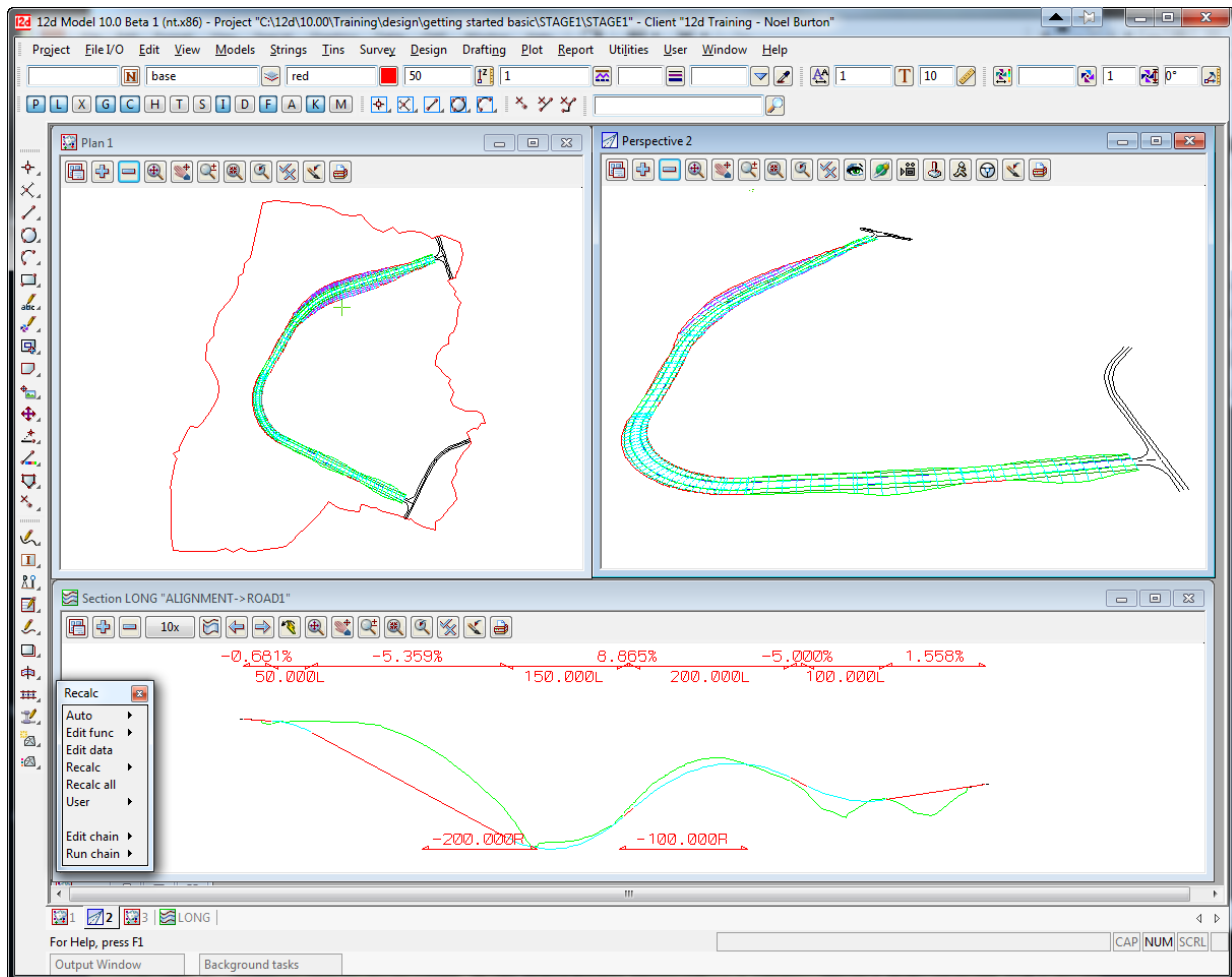 12d Model 10.0 Beta 1 (nt.x86) - Project "C:\12d\10.00\Training\design\getting started basic\STAGE1\STAGE1" - Client "12d Training - Noel Burton"
Project File I/O Edit View Models Strings Tins Survey Design Drafting Plot Report Utilities User Window Help
N base red 50 1 1 T 10 1 0°
P L X G C H T S I D F A K M
Plan 1
Perspective 2
abc
Section LONG "ALIGNMENT->ROAD1"
10x
-0.681% -5.359% 8.865% -5.000% 1.558%
50.000L 150.000L 200.000L 100.000L
-200.000R -100.000R
Recalc
Auto
Edit func
Edit data
Recalc
Recalc all
User
Edit chain
Run chain
1 2 3 LONG
For Help, press F1
CAP NUM SCRL
Output Window Background tasks